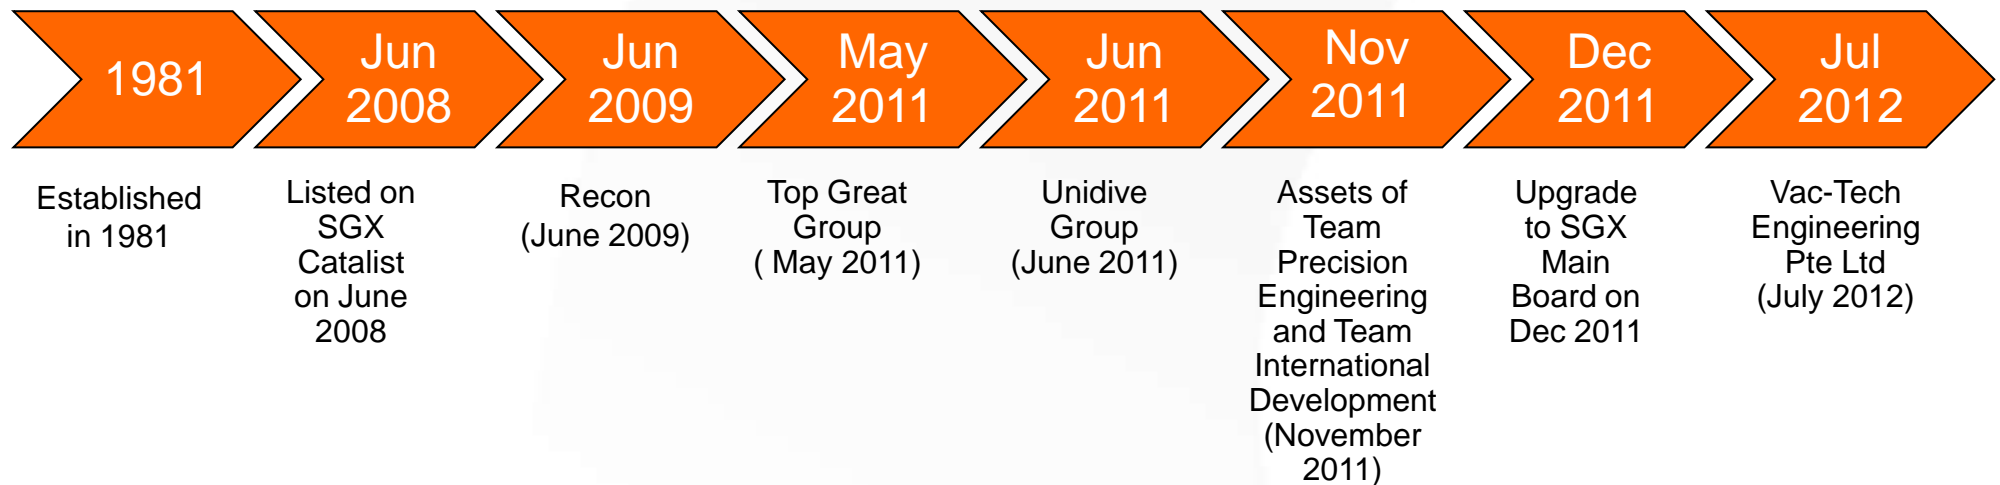 1981
Jun
2008
Jun
2009
May
2011
Jun
2011
Nov
2011
Dec
2011
Jul
2012
Established
in 1981
Listed on
SGX
Catalist
on June
2008
Recon
(June 2009)
Top Great
Group
( May 2011)
Unidive
Group
(June 2011)
Assets of
Team
Precision
Engineering
and Team
International
Development
(November
2011)
Upgrade
to SGX
Main
Board on
Dec 2011
Vac-Tech
Engineering
Pte Ltd
(July 2012)